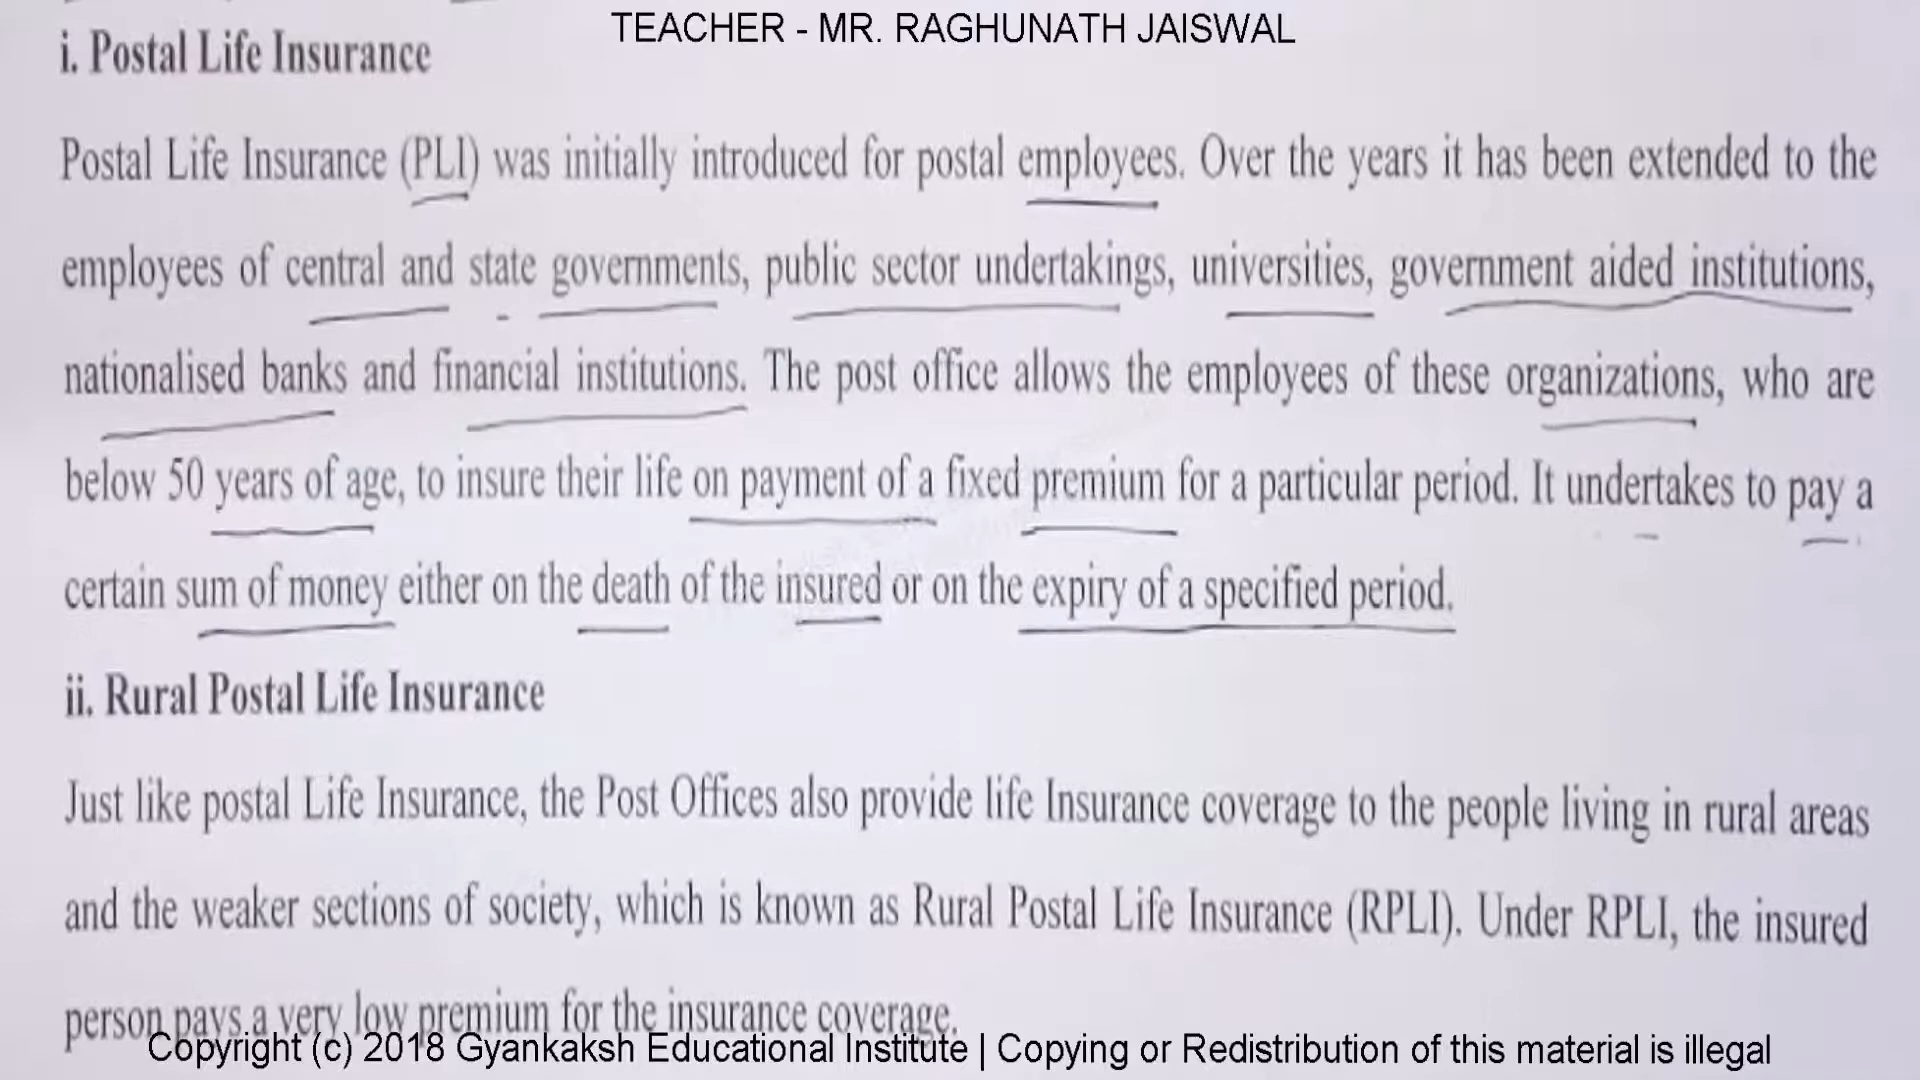 TEACHER - MR. RAGHUNATH JAISWAL
i. Postal Life Insurance
Postal Life Insurance (PLI) was initially introduced for postal employees. Over the years it has been extended to the
employees of central and state governments, public sector undertakings, universities, government aided institutions,
nationalised banks and financial institutions. The post office allows the employees of these organizations, who are
below 50 years of age, to insure their life on payment of a fixed premium for a particular period. It undertakes to pay a
certain sum of money either on the death of the insured or on the expiry of a specified period.
ii. Rural Postal Life Insurance
Just like postal Life Insurance, the Post Offices also provide life Insurance coverage to the people living in rural areas
and the weaker sections of society, which is known as Rural Postal Life Insurance (RPLI). Under RPLI, the insured
person pays a very low premium for the insurance coverage.
Copyright (c) 2018 Gyankaksh Educational Institute | Copying or Redistribution of this material is illegal